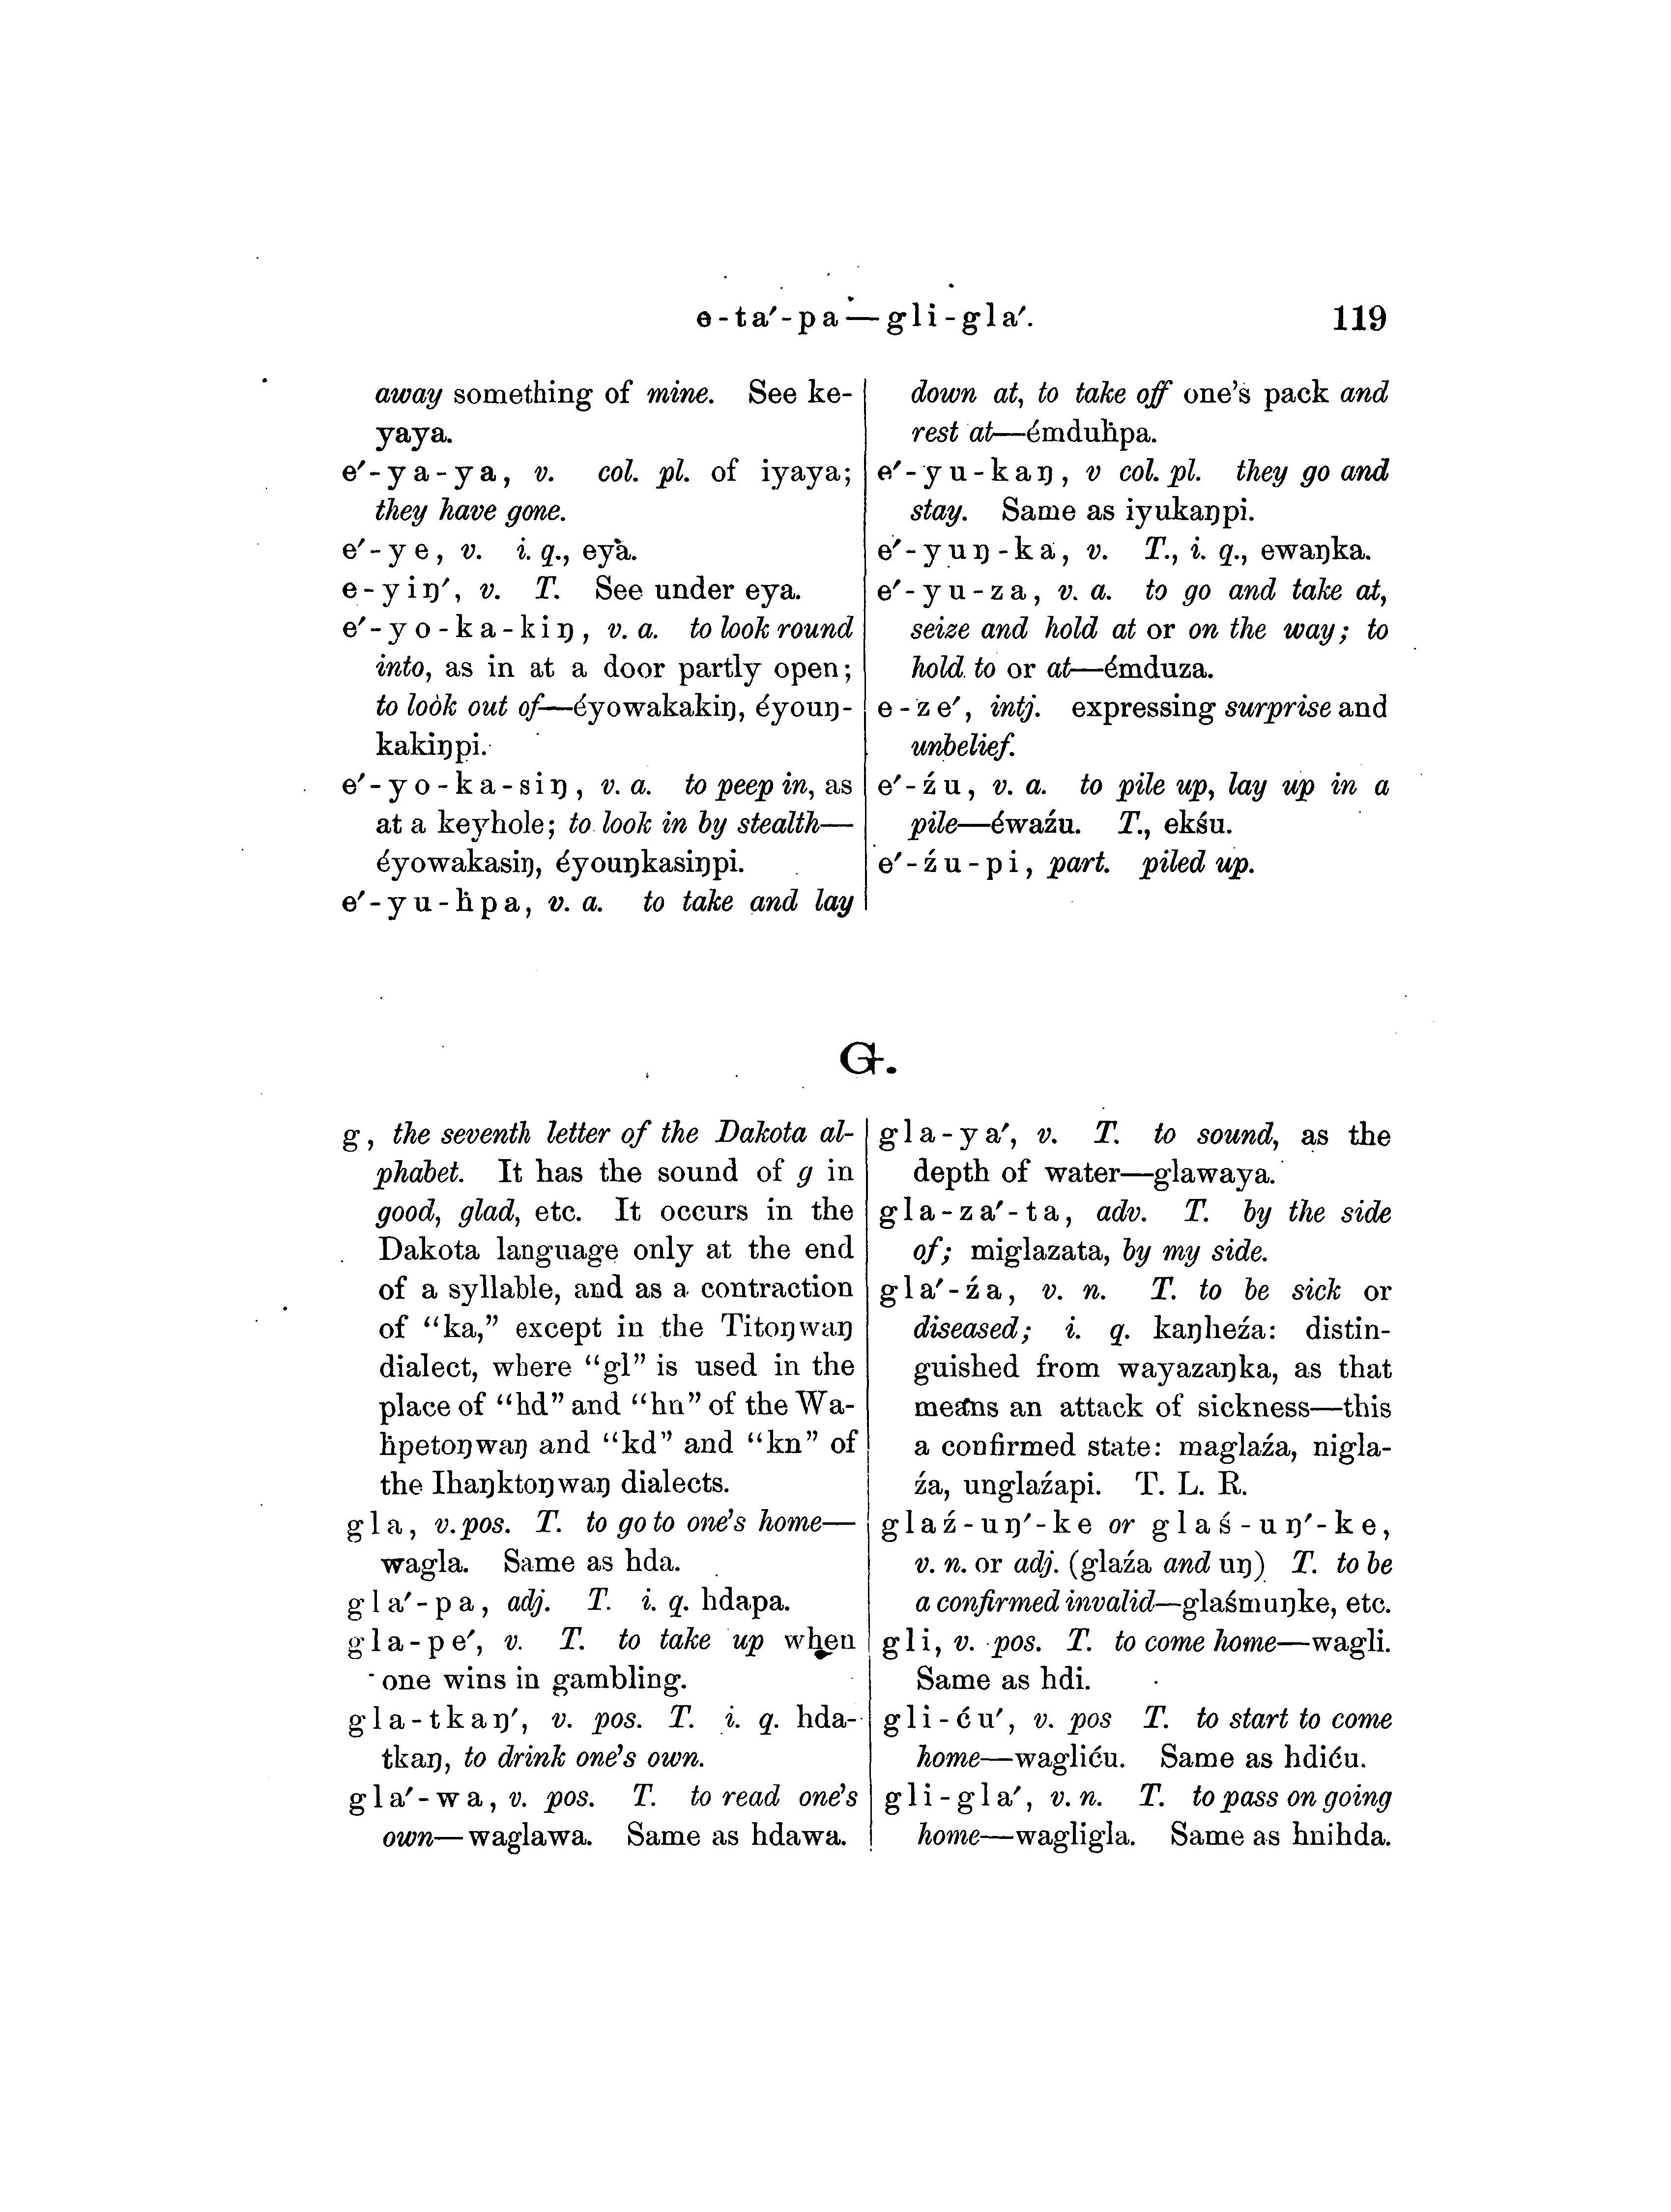 e-ta′-pa—gli-gla′. 119
away something of mine. See ke-
yaya.
e′-ya-ya, v. col. pl. of iyaya;
they have gone.
e′-ye, v. i. q., eya.
e-yiŋ′, v. T. See under eya.
e′-yo-ka-kiŋ, v. a. to look round
into, as in at a door partly open;
to look out of—éyowakakiŋ, éyouŋ-
kakiŋpi.
e′-yo-ka-siŋ, v. a. to peep in, as
at a keyhole; to look in by stealth—
éyowakasiŋ, éyouŋkasiŋpi.
e′-yu-ḣpa, v. a. to take and lay
down at, to take off one's pack and
rest at—émduḣpa.
e′-yu-kaŋ, v col. pl. they go and
stay. Same as iyukaŋpi.
e′-yuŋ-ka, v. T., i. q., ewaŋka.
e′-yu-za, v. a. to go and take at,
seize and hold at or on the way; to
hold to or at—émduza.
e-ze′, intj. expressing surprise and
unbelief.
e′-źu, v. a. to pile up, lay up in a
pile—éwaźu. T., ekśu.
e′-źu-pi, part. piled up.
G.
g, the seventh letter of the Dakota al-
phabet. It has the sound of g in
good, glad, etc. It occurs in the
Dakota language only at the end
of a syllable, and as a contraction
of "ka," except in the Titoŋwaŋ
dialect, where "gl" is used in the
place of "hd" and "hn" of the Wa-
ḣpetoŋwaŋ and "kd" and "kn" of
the Ihaŋktoŋwaŋ dialects.
gla, v. pos. T. to go to one's home—
wagla. Same as hda.
gla′-pa, adj. T. i. q. hdapa.
gla-pe′, v. T. to take up when
one wins in gambling.
gla-tkaŋ′, v. pos. T. i. q. hda-
tkaŋ, to drink one's own.
gla′-wa, v. pos. T. to read one's
own—waglawa. Same as hdawa.
gla-ya′, v. T. to sound, as the
depth of water—glawaya.
gla-za′-ta, adv. T. by the side
of; miglazata, by my side.
gla′-źa, v. n. T. to be sick or
diseased; i. q. kaŋheźa: distin-
guished from wayazaŋka, as that
means an attack of sickness—this
a confirmed state: maglaźa, nigla-
źa, unglaźapi. T. L. R.
glaź-uŋ′-ke or glaś-uŋ′-ke,
v. n. or adj. (glaźa and uŋ) T. to be
a confirmed invalid—glaśmuŋke, etc.
gli, v. pos. T. to come home—wagli.
Same as hdi.
gli-ću′, v. pos T. to start to come
home—wagliću. Same as hdiću.
gli-gla′, v. n. T. to pass on going
home—wagligla. Same as hnihda.